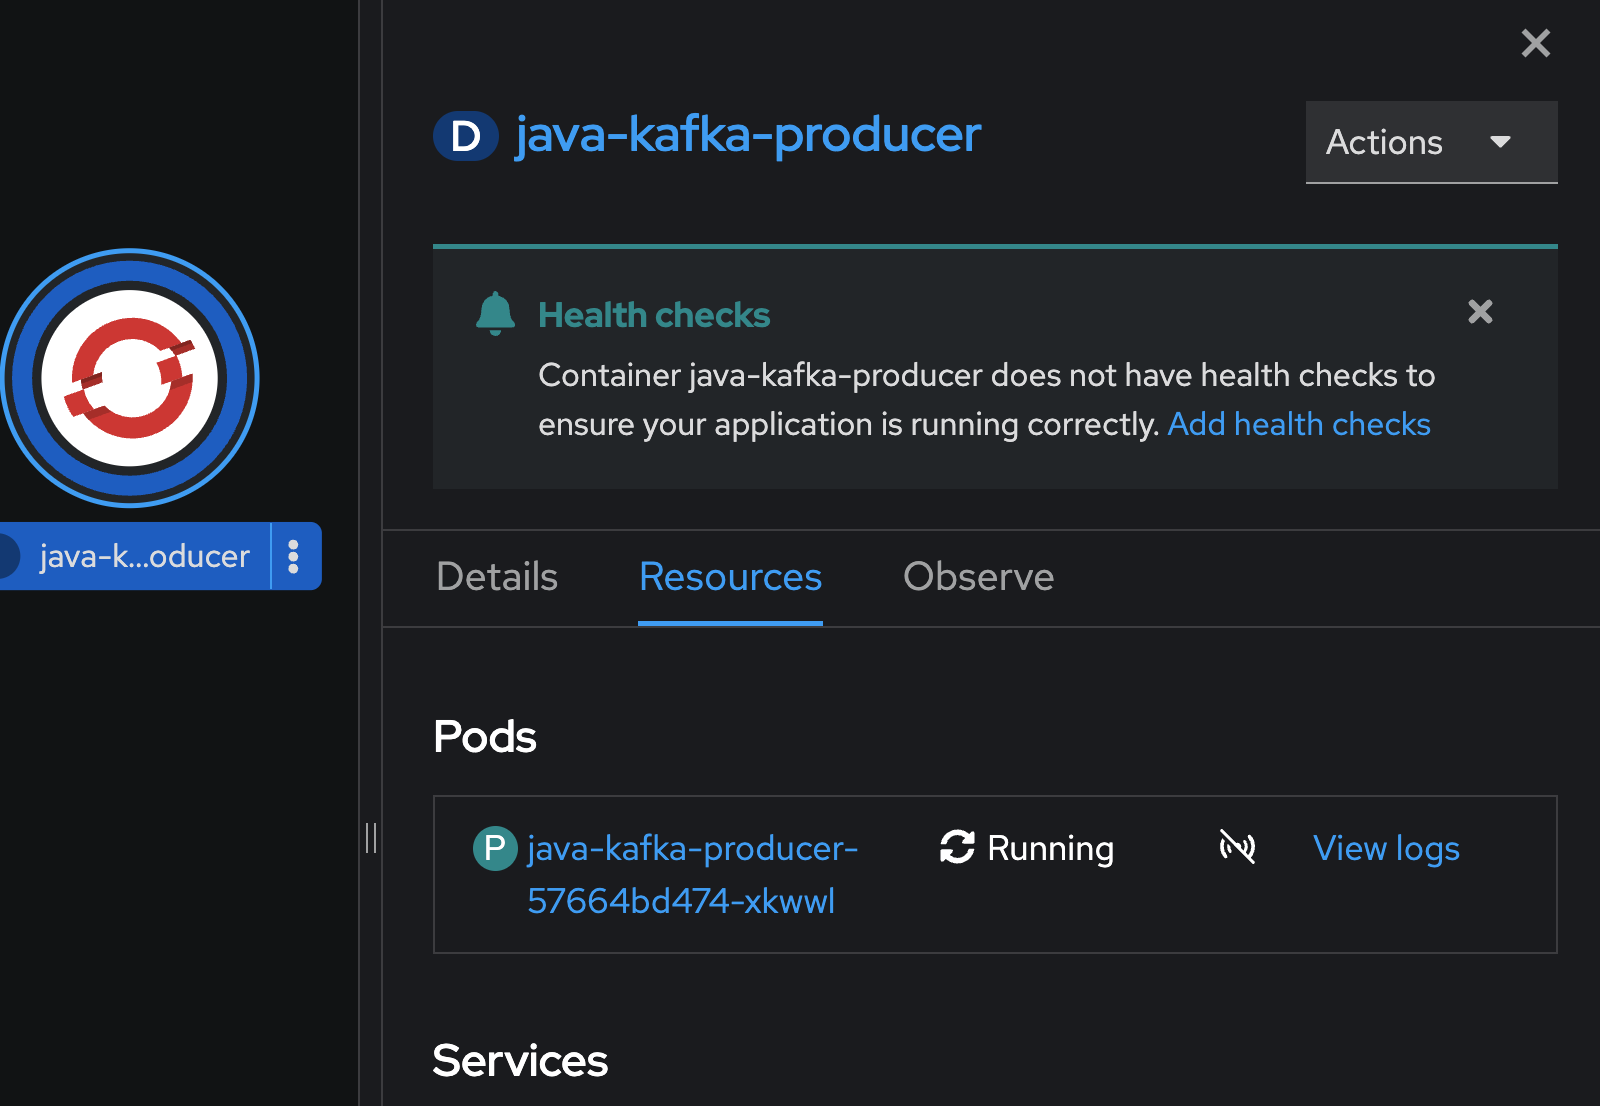 D java-kafka-producer
Actions
Health checks
Container java-kafka-producer does not have health checks to
ensure your application is running correctly. Add health checks
java-k...oducer
Details Resources Observe
Pods
P java-kafka-producer-
57664bd474-xkwwl
Running
View logs
Services